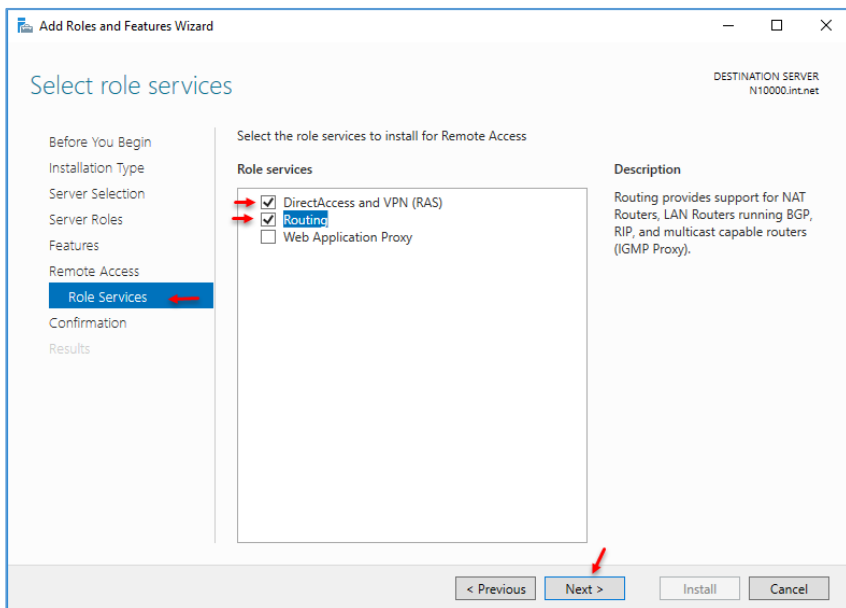 Add Roles and Features Wizard
Select role services
DESTINATION SERVER
N10000.int.net
Before You Begin
Installation Type
Server Selection
Server Roles
Features
Remote Access
Role Services
Confirmation
Results
Select the role services to install for Remote Access
Role services
DirectAccess and VPN (RAS)
Routing
Web Application Proxy
Description
Routing provides support for NAT
Routers, LAN Routers running BGP,
RIP, and multicast capable routers
(IGMP Proxy).
< Previous
Next >
Install
Cancel